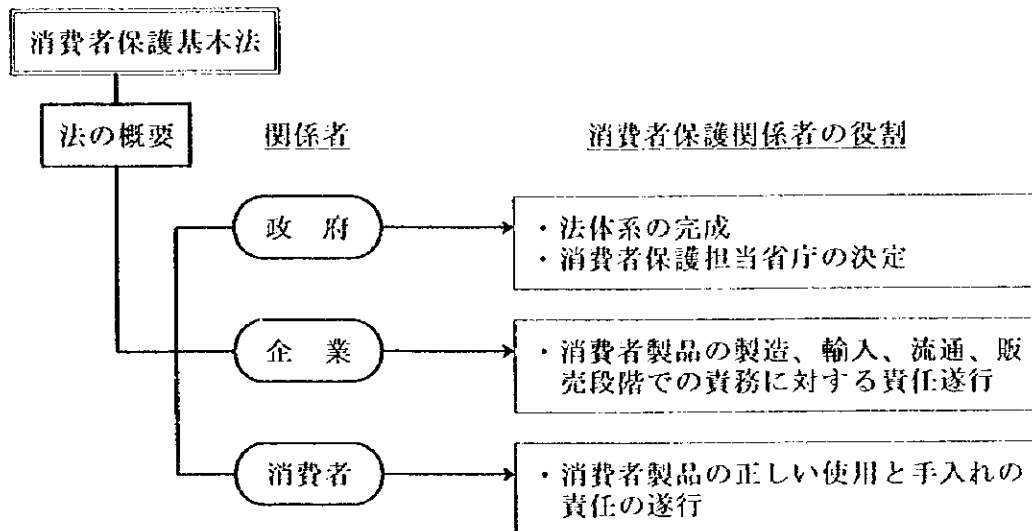 消費者保護基本法
法の概要
関係者
消費者保護関係者の役割
政 府
・法体系の完成
・消費者保護担当省庁の決定
企 業
・消費者製品の製造、輸入、流通、販
売段階での責務に対する責任遂行
消費者
・消費者製品の正しい使用と手入れの
責任の遂行